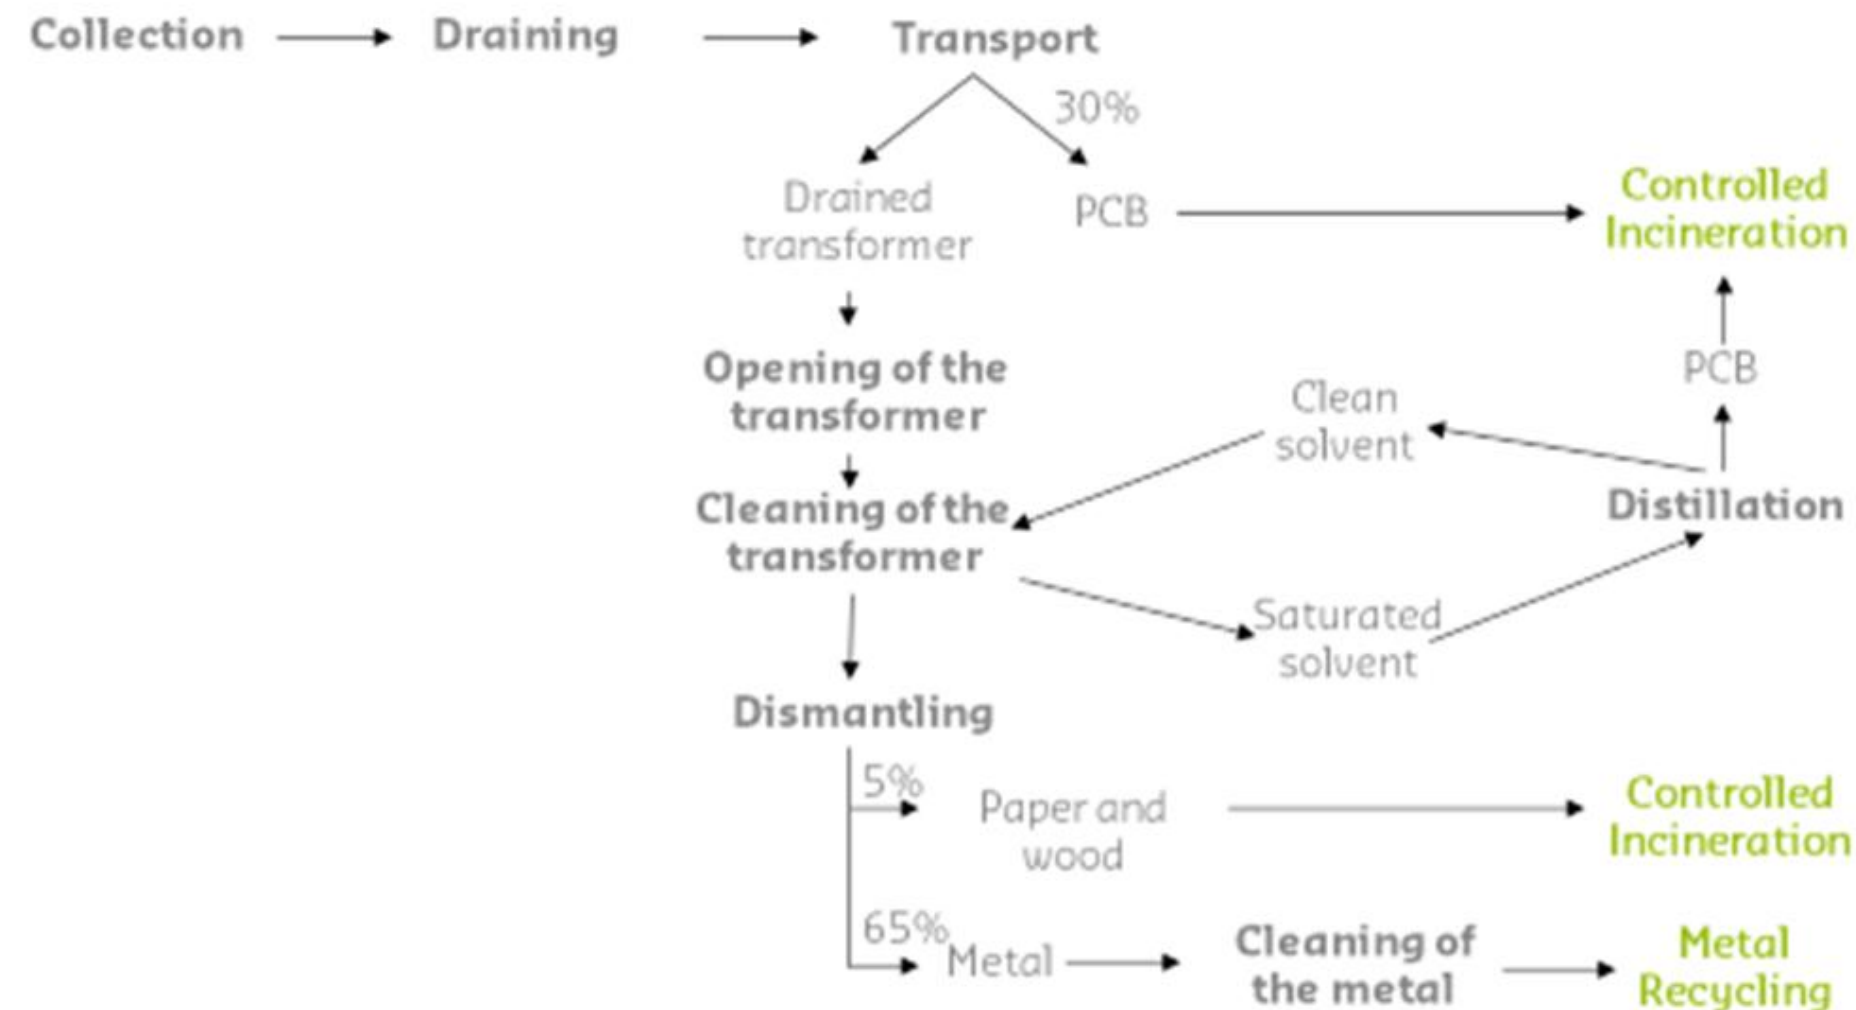 Collection
Draining
Transport
30%
Drained
transformer
PCB
Controlled
Incineration
Opening of the
transformer
Clean
solvent
PCB
Cleaning of the
transformer
Distillation
Saturated
solvent
Dismantling
5%
Paper and
wood
Controlled
Incineration
65%
Metal
Cleaning of
the metal
Metal
Recycling